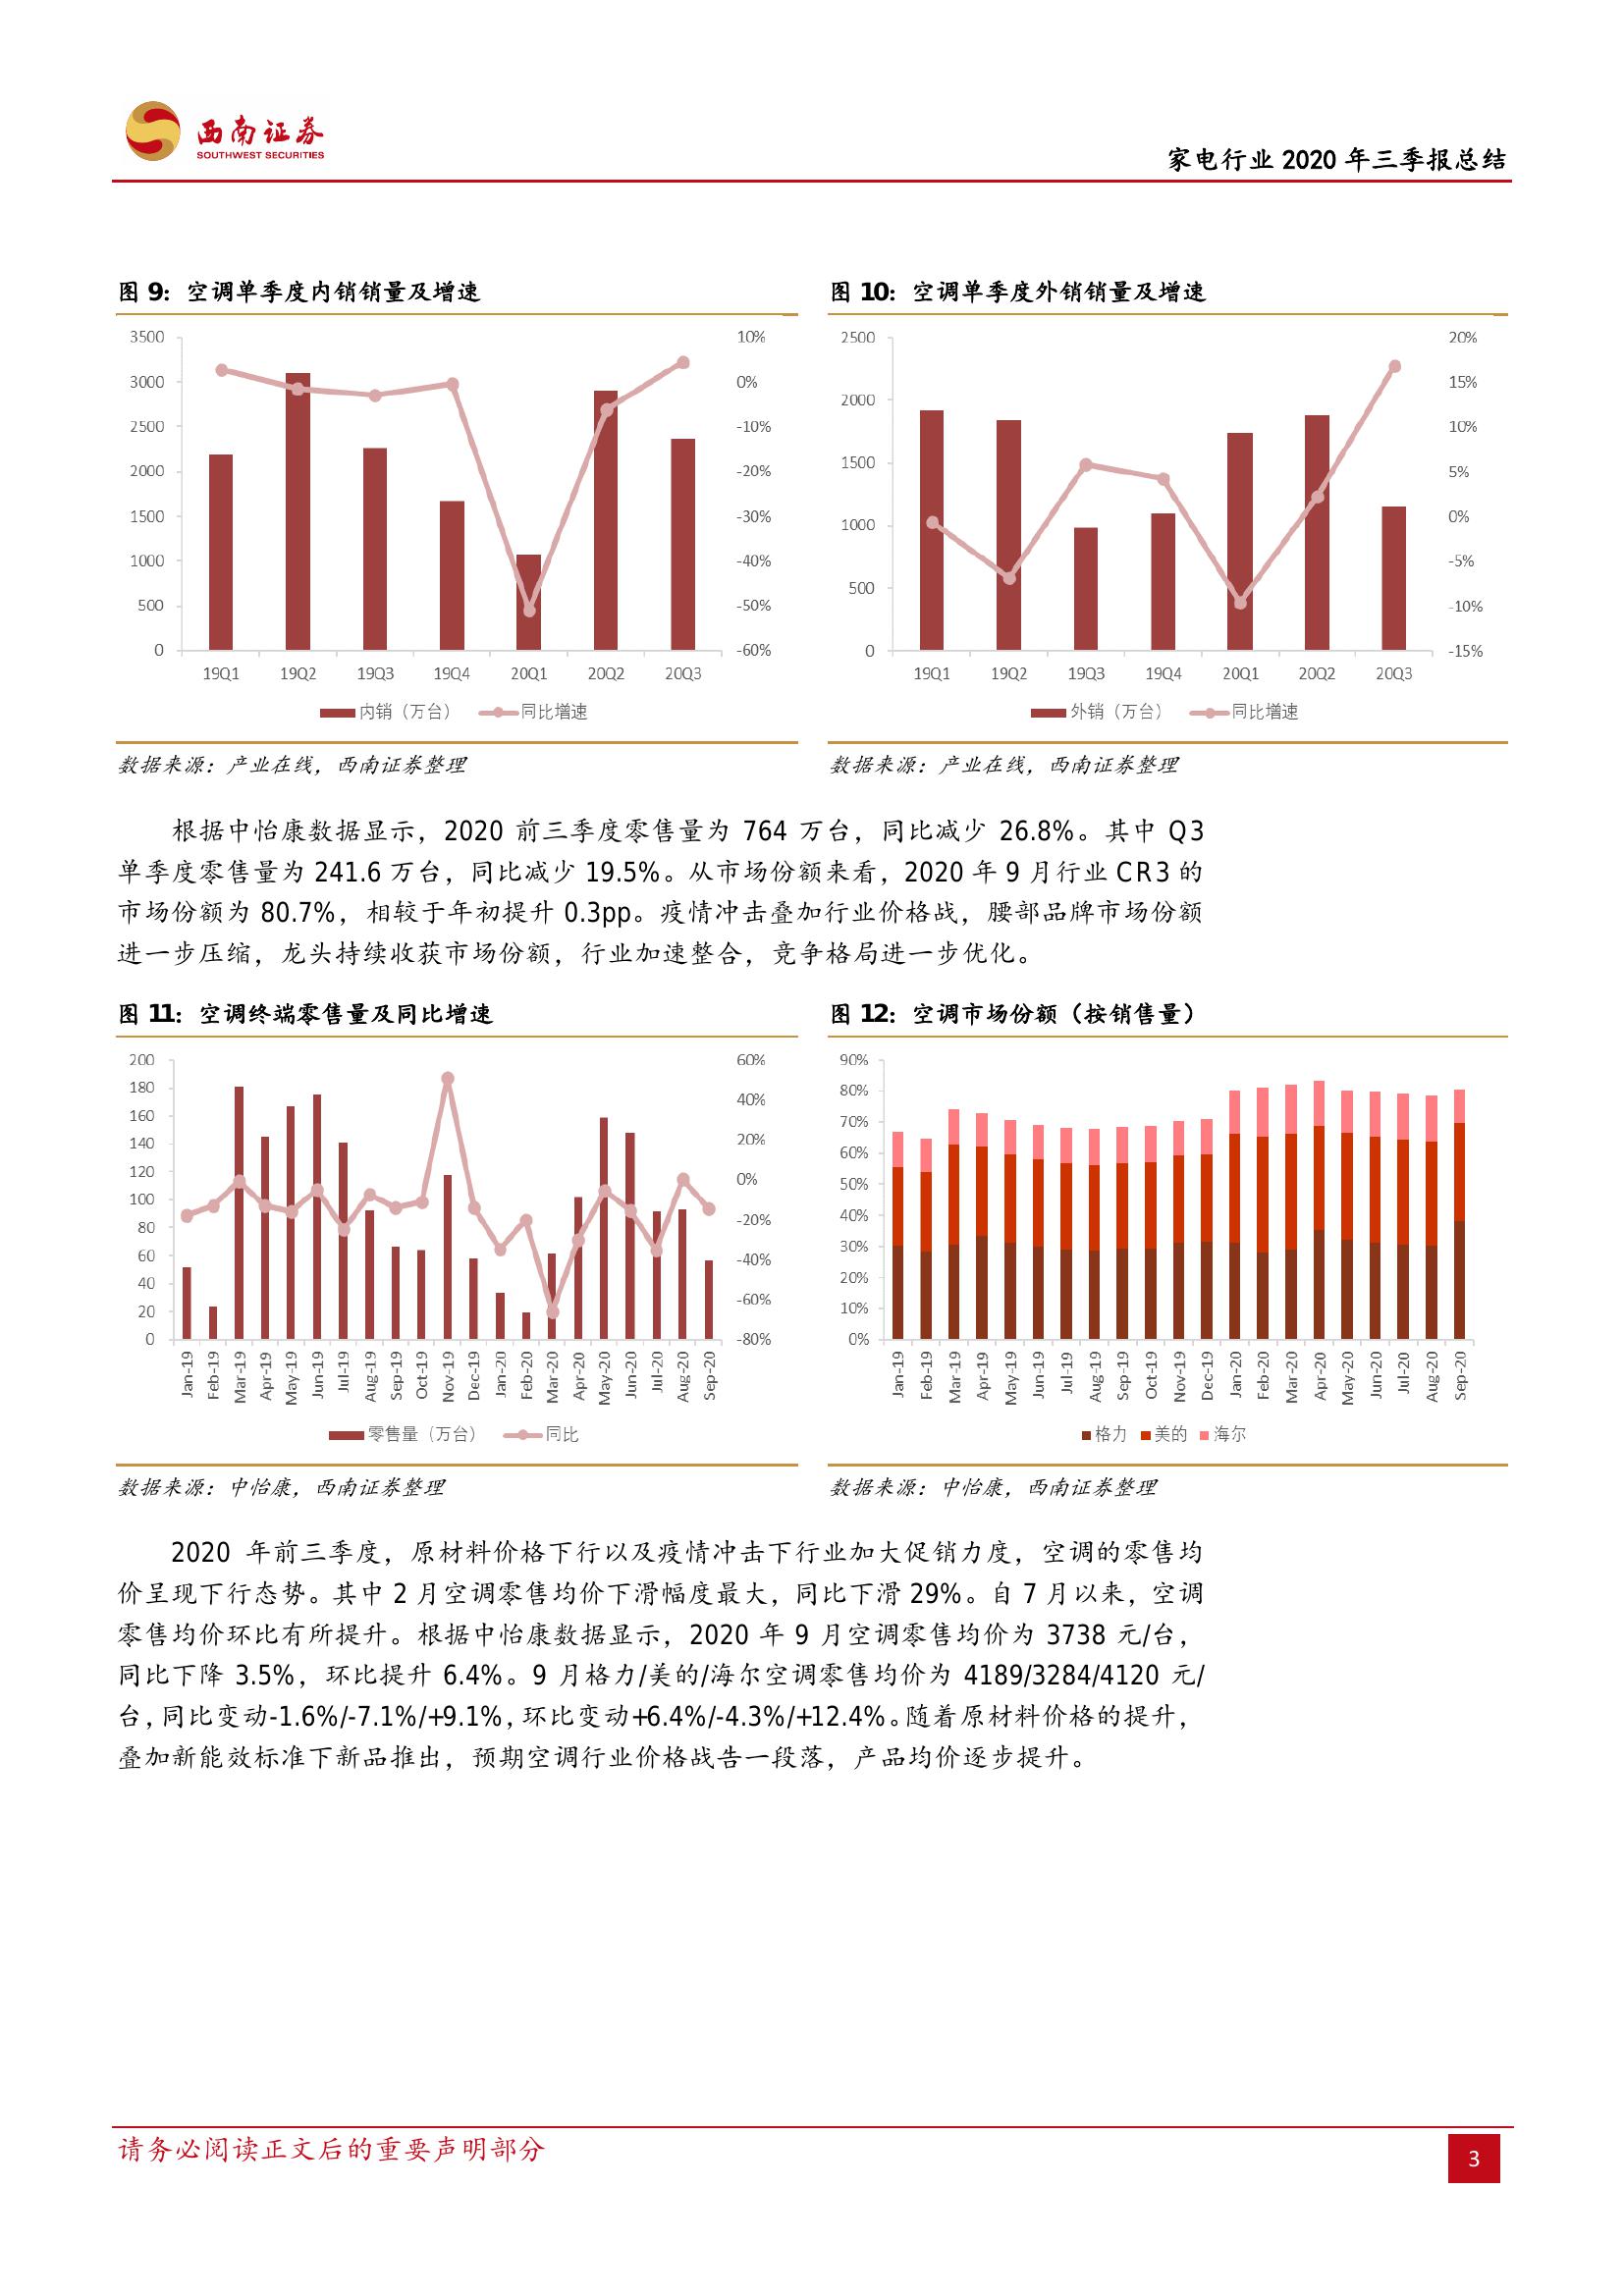 西南证券
SOUTHWEST SECURITIES
家电行业 2020 年三季报总结
图 9：空调单季度内销销量及增速
3500
3000
2500
2000
1500
1000
500
0
10%
0%
-10%
-20%
-30%
-40%
-50%
-60%
19Q1 19Q2 19Q3 19Q4 20Q1 20Q2 20Q3
内销（万台） 同比增速
数据来源：产业在线，西南证券整理
图 10：空调单季度外销销量及增速
2500
2000
1500
1000
500
0
20%
15%
10%
5%
0%
-5%
-10%
-15%
19Q1 19Q2 19Q3 19Q4 20Q1 20Q2 20Q3
外销（万台） 同比增速
数据来源：产业在线，西南证券整理
根据中怡康数据显示，2020 前三季度零售量为 764 万台，同比减少 26.8%。其中 Q3
单季度零售量为 241.6 万台，同比减少 19.5%。从市场份额来看，2020 年 9 月行业 CR3 的
市场份额为 80.7%，相较于年初提升 0.3pp。疫情冲击叠加行业价格战，腰部品牌市场份额
进一步压缩，龙头持续收获市场份额，行业加速整合，竞争格局进一步优化。
图 11：空调终端零售量及同比增速
200
180
160
140
120
100
80
60
40
20
0
60%
40%
20%
0%
-20%
-40%
-60%
-80%
Jan-19 Feb-19 Mar-19 Apr-19 May-19 Jun-19 Jul-19 Aug-19 Sep-19 Oct-19 Nov-19 Dec-19 Jan-20 Feb-20 Mar-20 Apr-20 May-20 Jun-20 Jul-20 Aug-20 Sep-20
零售量（万台） 同比
数据来源：中怡康，西南证券整理
图 12：空调市场份额（按销售量）
90%
80%
70%
60%
50%
40%
30%
20%
10%
0%
Jan-19 Feb-19 Mar-19 Apr-19 May-19 Jun-19 Jul-19 Aug-19 Sep-19 Oct-19 Nov-19 Dec-19 Jan-20 Feb-20 Mar-20 Apr-20 May-20 Jun-20 Jul-20 Aug-20 Sep-20
格力 美的 海尔
数据来源：中怡康，西南证券整理
2020 年前三季度，原材料价格下行以及疫情冲击下行业加大促销力度，空调的零售均
价呈现下行态势。其中 2 月空调零售均价下滑幅度最大，同比下滑 29%。自 7 月以来，空调
零售均价环比有所提升。根据中怡康数据显示，2020 年 9 月空调零售均价为 3738 元/台，
同比下降 3.5%，环比提升 6.4%。9 月格力/美的/海尔空调零售均价为 4189/3284/4120 元/
台，同比变动-1.6%/-7.1%/+9.1%，环比变动+6.4%/-4.3%/+12.4%。随着原材料价格的提升，
叠加新能效标准下新品推出，预期空调行业价格战告一段落，产品均价逐步提升。
请务必阅读正文后的重要声明部分
3